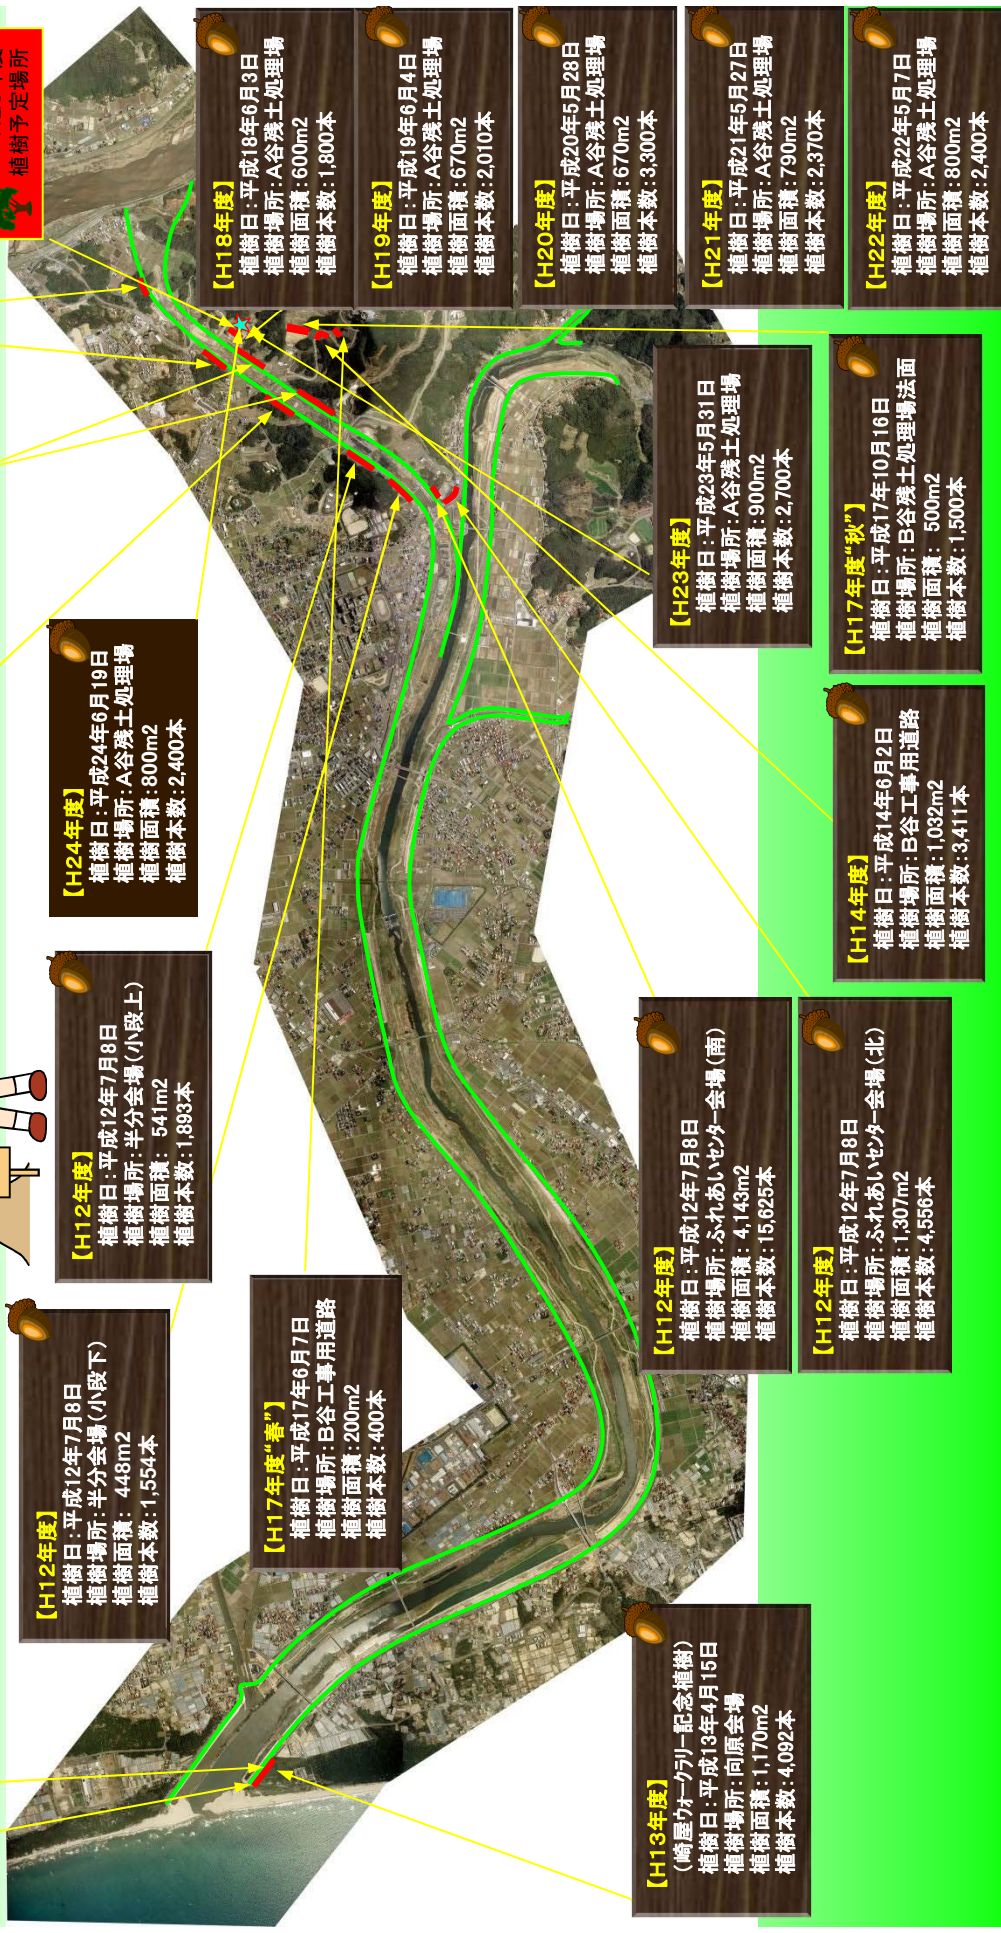 植樹予定場所
【H12年度】
植樹日：平成12年7月8日
植樹場所：半分会場（小段下）
植樹面積： 448m2
植樹本数：1,554本
【H12年度】
植樹日：平成12年7月8日
植樹場所：半分会場（小段上）
植樹面積： 541m2
植樹本数：1,893本
【H24年度】
植樹日：平成24年6月19日
植樹場所：A谷残土処理場
植樹面積：800m2
植樹本数：2,400本
【H17年度“春”】
植樹日：平成17年6月7日
植樹場所：B谷工事用道路
植樹面積：200m2
植樹本数：400本
【H18年度】
植樹日：平成18年6月3日
植樹場所：A谷残土処理場
植樹面積：600m2
植樹本数：1,800本
【H19年度】
植樹日：平成19年6月4日
植樹場所：A谷残土処理場
植樹面積：670m2
植樹本数：2,010本
【H20年度】
植樹日：平成20年5月28日
植樹場所：A谷残土処理場
植樹面積：670m2
植樹本数：3,300本
【H21年度】
植樹日：平成21年5月27日
植樹場所：A谷残土処理場
植樹面積：790m2
植樹本数：2,370本
【H22年度】
植樹日：平成22年5月7日
植樹場所：A谷残土処理場
植樹面積：800m2
植樹本数：2,400本
【H13年度】
（崎屋ウォークラリー記念植樹）
植樹日：平成13年4月15日
植樹場所：向原会場
植樹面積：1,170m2
植樹本数：4,092本
【H12年度】
植樹日：平成12年7月8日
植樹場所：ふれあいセンター会場（南）
植樹面積：4,143m2
植樹本数：15,625本
【H12年度】
植樹日：平成12年7月8日
植樹場所：ふれあいセンター会場（北）
植樹面積：1,307m2
植樹本数：4,556本
【H23年度】
植樹日：平成23年5月31日
植樹場所：A谷残土処理場
植樹面積：900m2
植樹本数：2,700本
【H17年度“秋”】
植樹日：平成17年10月16日
植樹場所：B谷残土処理場法面
植樹面積： 500m2
植樹本数：1,500本
【H14年度】
植樹日：平成14年6月2日
植樹場所：B谷工事用道路
植樹面積：1,032m2
植樹本数：3,411本